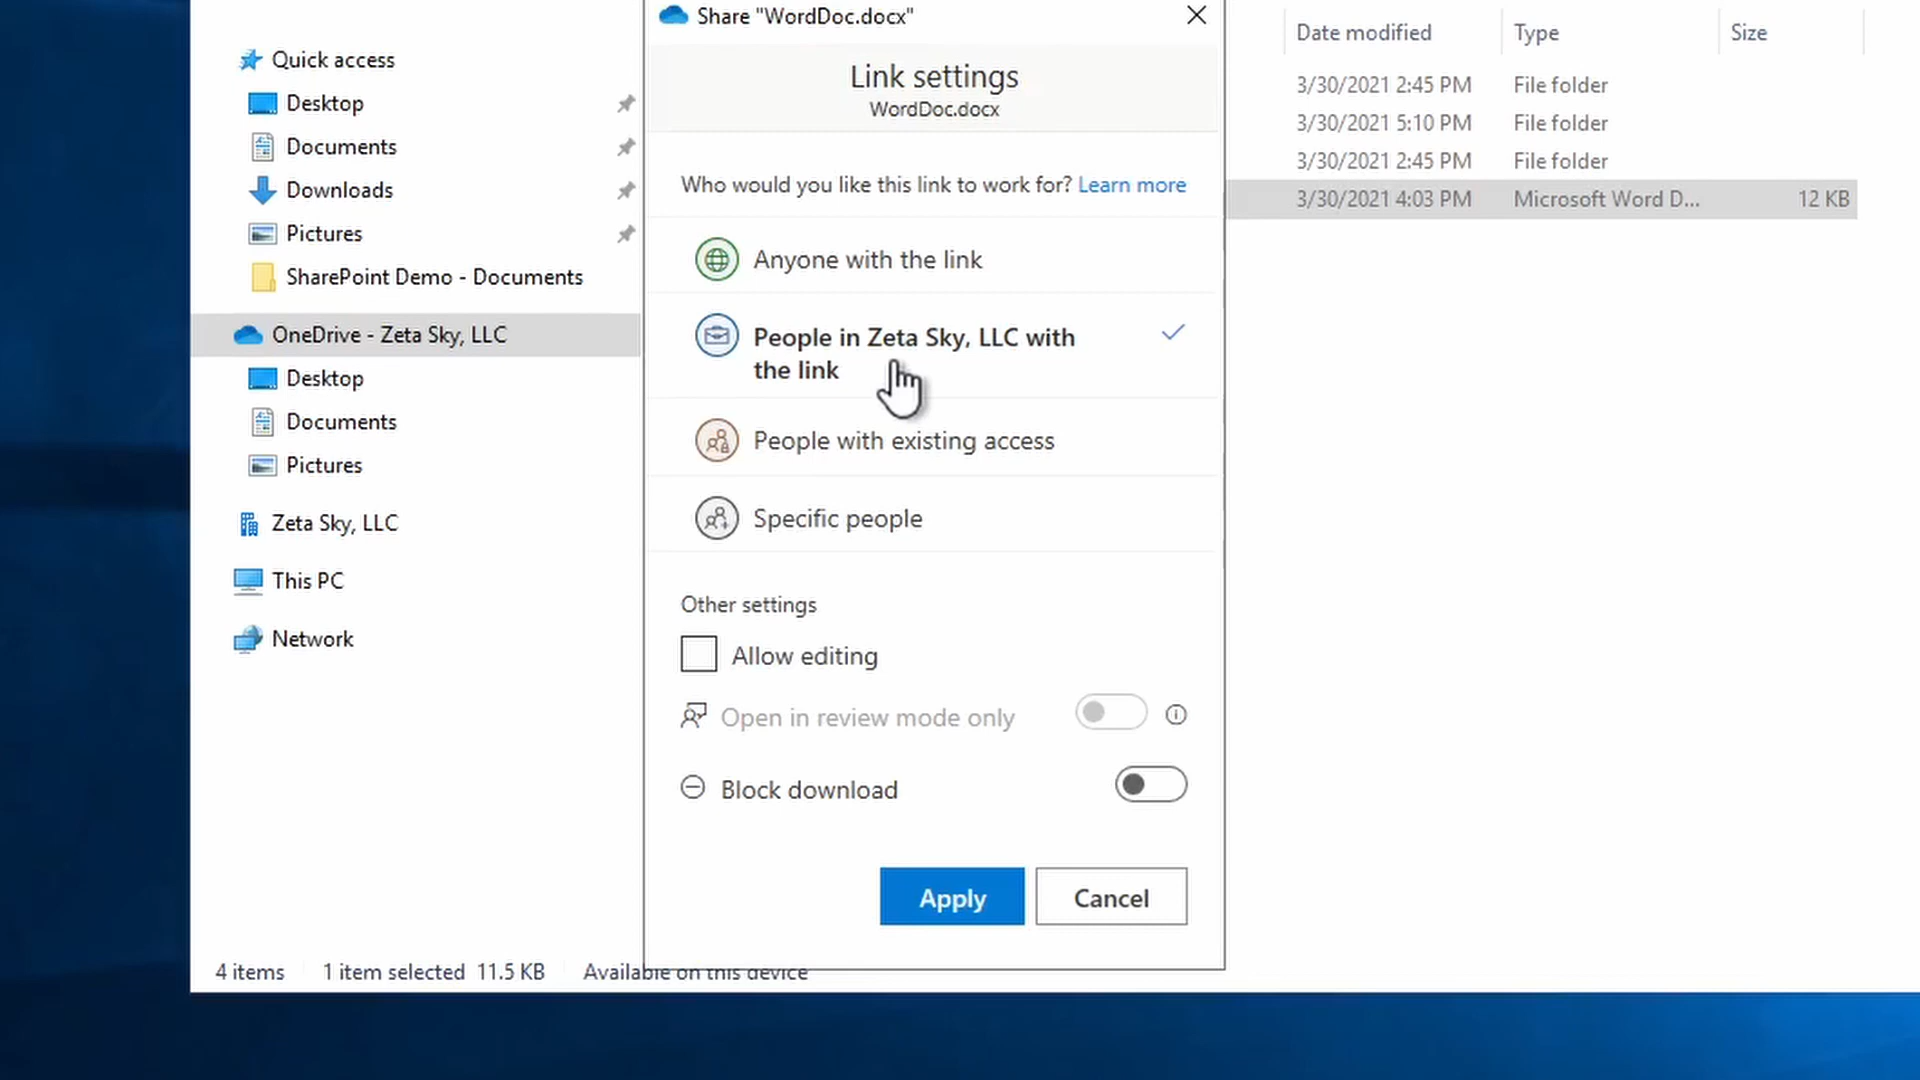 Quick access
Desktop
Documents
Downloads
Pictures
SharePoint Demo - Documents
OneDrive - Zeta Sky, LLC
Desktop
Documents
Pictures
Zeta Sky, LLC
This PC
Network
4 items 1 item selected 11.5 KB Available on this device
Share "WordDoc.docx"
Link settings
WordDoc.docx
Who would you like this link to work for? Learn more
Anyone with the link
People in Zeta Sky, LLC with
the link
People with existing access
Specific people
Other settings
Allow editing
Open in review mode only
Block download
Apply Cancel
Date modified Type Size
3/30/2021 2:45 PM File folder
3/30/2021 5:10 PM File folder
3/30/2021 2:45 PM File folder
3/30/2021 4:03 PM Microsoft Word D... 12 KB